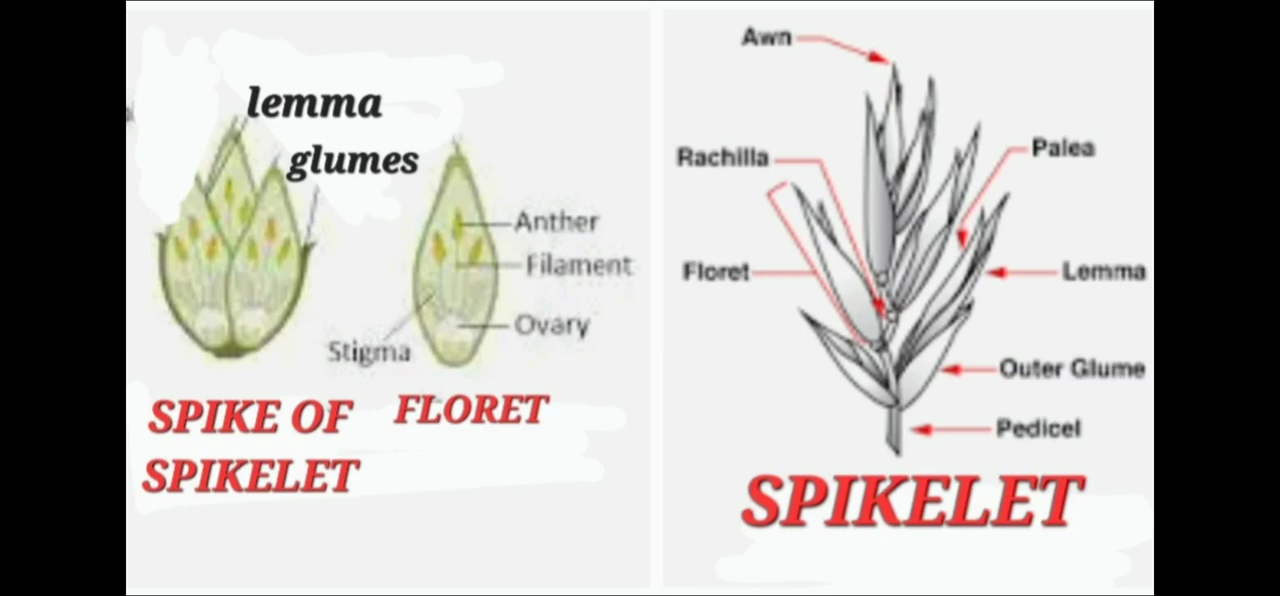 lemma
glumes
Anther
Filament
Ovary
Stigma
SPIKE OF
SPIKELET
FLORET
Awn
Rachilla
Palea
Floret
Lemma
Outer Glume
Pedicel
SPIKELET